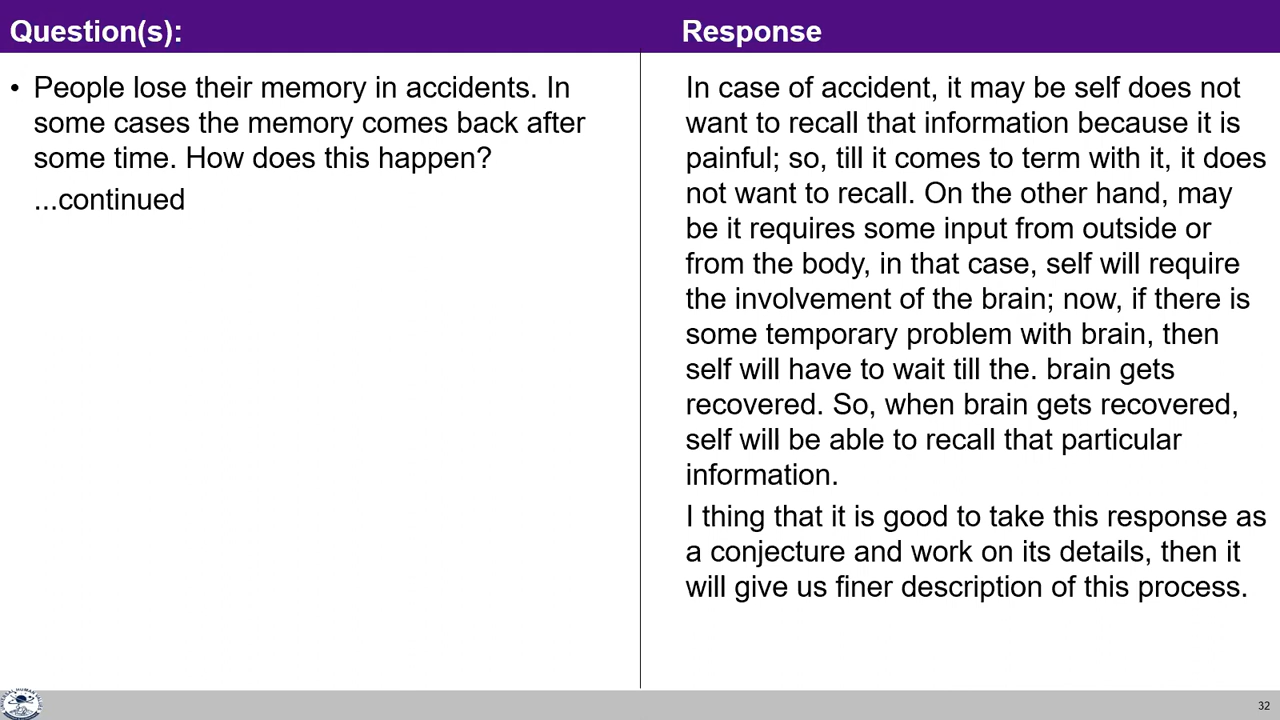 Question(s):
• People lose their memory in accidents. In
some cases the memory comes back after
some time. How does this happen?
...continued
Response
In case of accident, it may be self does not
want to recall that information because it is
painful; so, till it comes to term with it, it does
not want to recall. On the other hand, may
be it requires some input from outside or
from the body, in that case, self will require
the involvement of the brain; now, if there is
some temporary problem with brain, then
self will have to wait till the. brain gets
recovered. So, when brain gets recovered,
self will be able to recall that particular
information.
I thing that it is good to take this response as
a conjecture and work on its details, then it
will give us finer description of this process.
32